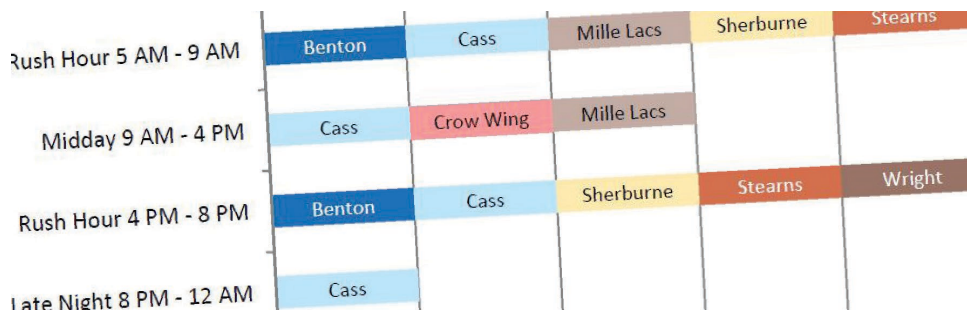 Rush Hour 5 AM - 9 AM Benton Cass Mille Lacs Sherburne Stearns
Midday 9 AM - 4 PM Cass Crow Wing Mille Lacs
Rush Hour 4 PM - 8 PM Benton Cass Sherburne Stearns Wright
Late Night 8 PM - 12 AM Cass